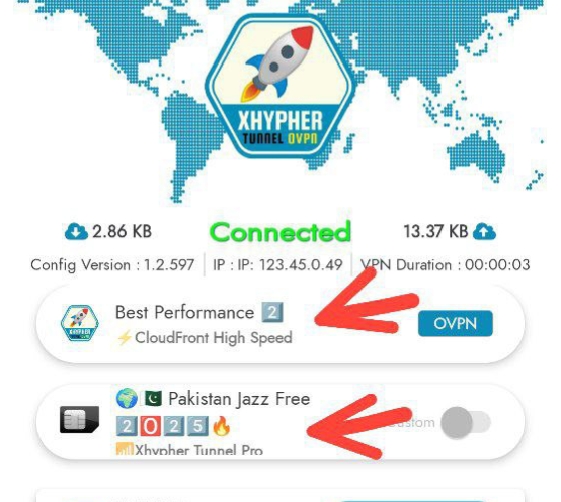 XHYPHER
TUNNEL OVPN
2.86 KB Connected 13.37 KB
Config Version : 1.2.597 | IP : IP: 123.45.0.49 | VPN Duration : 00:00:03
Best Performance 2️⃣
⚡CloudFront High Speed
OVPN
🌍 🇵🇰 Pakistan Jazz Free
2️⃣0️⃣2️⃣5️⃣🔥
📶Xhypher Tunnel Pro